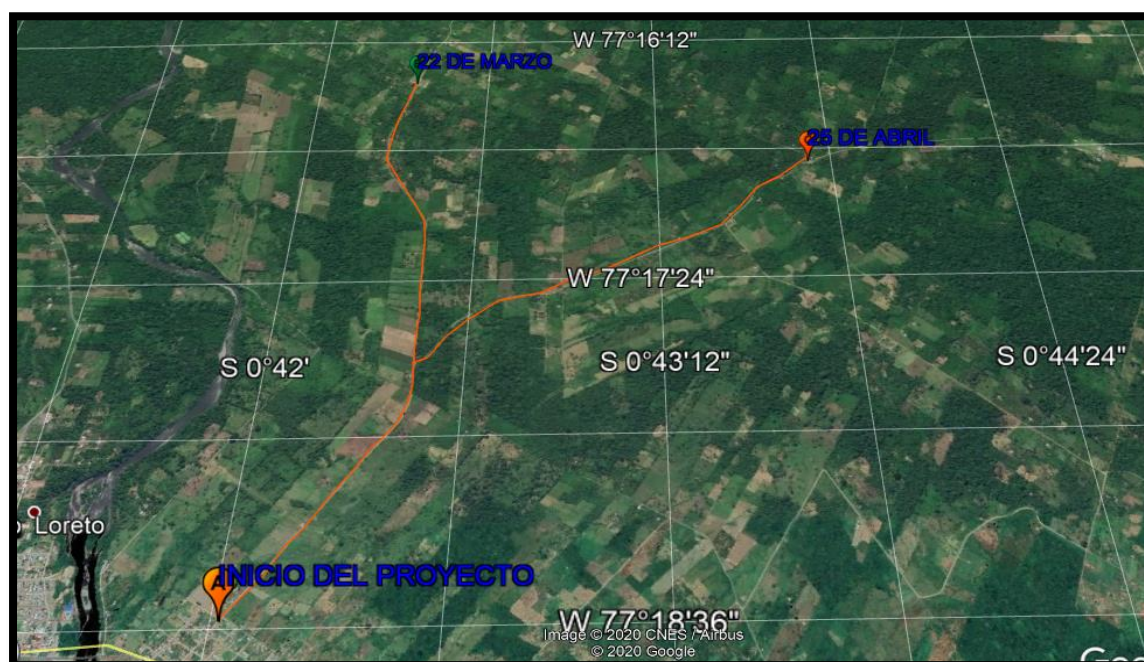 W 77°16'12"
22 DE MARZO
25 DE ABRIL
W 77°17'24"
S 0°42'
S 0°43'12"
S 0°44'24"
Loreto
INICIO DEL PROYECTO
W 77°18'36"
Image © 2020 CNES / Airbus
© 2020 Google